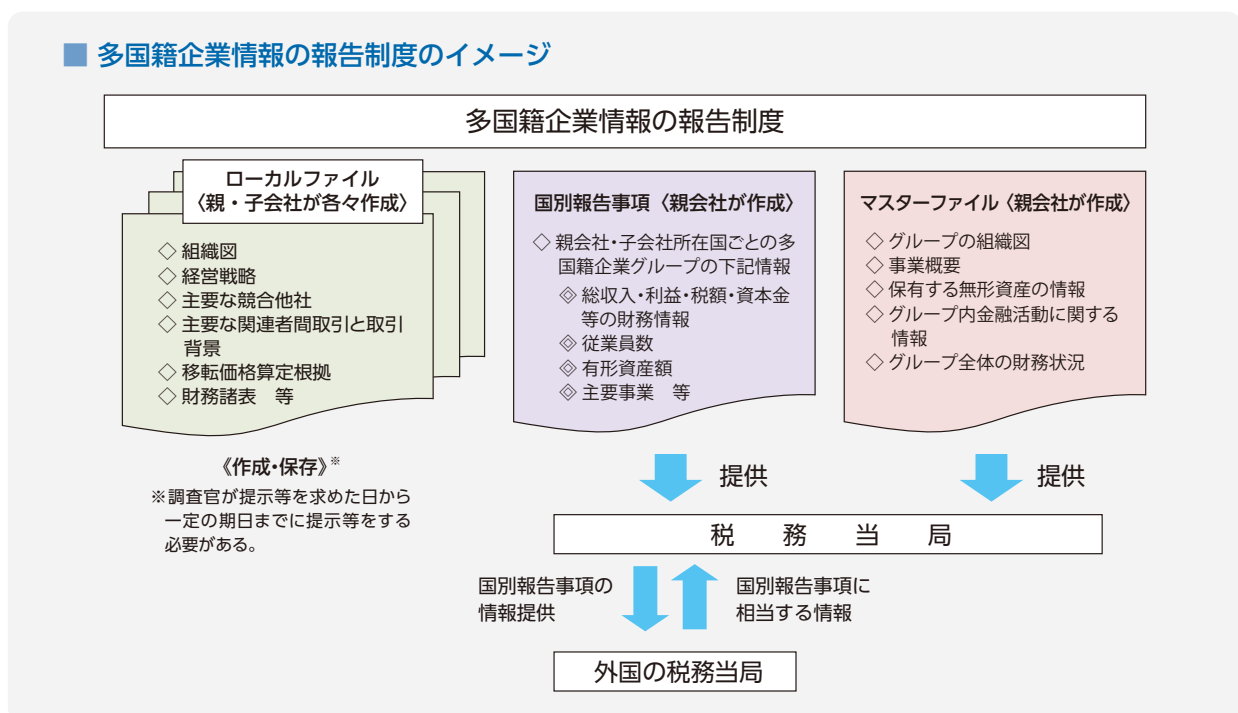 ■ 多国籍企業情報の報告制度のイメージ
多国籍企業情報の報告制度
ローカルファイル
〈親・子会社が各々作成〉
◇ 組織図
◇ 経営戦略
◇ 主要な競合他社
◇ 主要な関連者間取引と取引
背景
◇ 移転価格算定根拠
◇ 財務諸表　等
《作成・保存》※
※調査官が提示等を求めた日から
一定の期日までに提示等をする
必要がある。
国別報告事項〈親会社が作成〉
◇ 親会社・子会社所在国ごとの多
国籍企業グループの下記情報
◎ 総収入・利益・税額・資本金
等の財務情報
◎ 従業員数
◎ 有形資産額
◎ 主要事業　等
マスターファイル〈親会社が作成〉
◇ グループの組織図
◇ 事業概要
◇ 保有する無形資産の情報
◇ グループ内金融活動に関する
情報
◇ グループ全体の財務状況
提供
提供
税務当局
国別報告事項の
情報提供
国別報告事項に
相当する情報
外国の税務当局